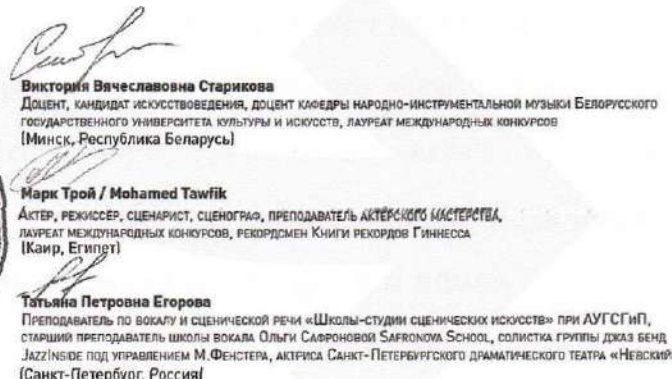 Виктория Вячеславовна Старикова
Доцент, кандидат искусствоведения, доцент кафедры народно-инструментальной музыки Белорусского
государственного университета культуры и искусств, лауреат международных конкурсов
(Минск, Республика Беларусь)
Марк Трой / Mohamed Tawfik
Актёр, режиссёр, сценарист, сценограф, преподаватель актёрского мастерства,
лауреат международных конкурсов, рекордсмен Книги рекордов Гиннесса
(Каир, Египет)
Татьяна Петровна Егорова
Преподаватель по вокалу и сценической речи «Школы-студии сценических искусств» при АУГСГиП,
старший преподаватель школы вокала Ольги Сафроновой Safronova School, солистка группы джаз бенд
JazzInside под управлением М.Фенстера, актриса Санкт-Петербургского драматического театра «Невский
(Санкт-Петербург, Россия)